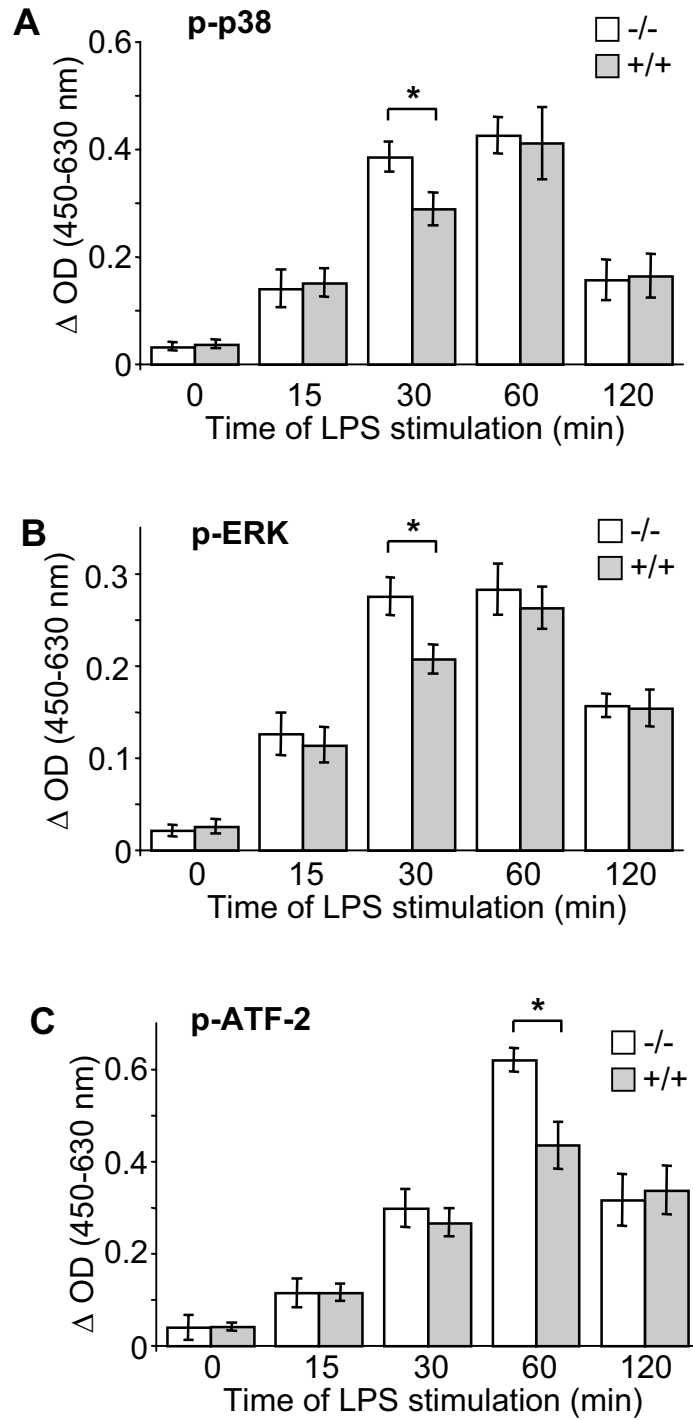 A
p-p38
-/-
+/+
0.6
0.4
0.2
0
*
Δ OD (450-630 nm)
0 15 30 60 120
Time of LPS stimulation (min)
B
p-ERK
-/-
+/+
0.3
0.2
0.1
0
*
Δ OD (450-630 nm)
0 15 30 60 120
Time of LPS stimulation (min)
C
p-ATF-2
-/-
+/+
0.6
0.4
0.2
0
*
Δ OD (450-630 nm)
0 15 30 60 120
Time of LPS stimulation (min)